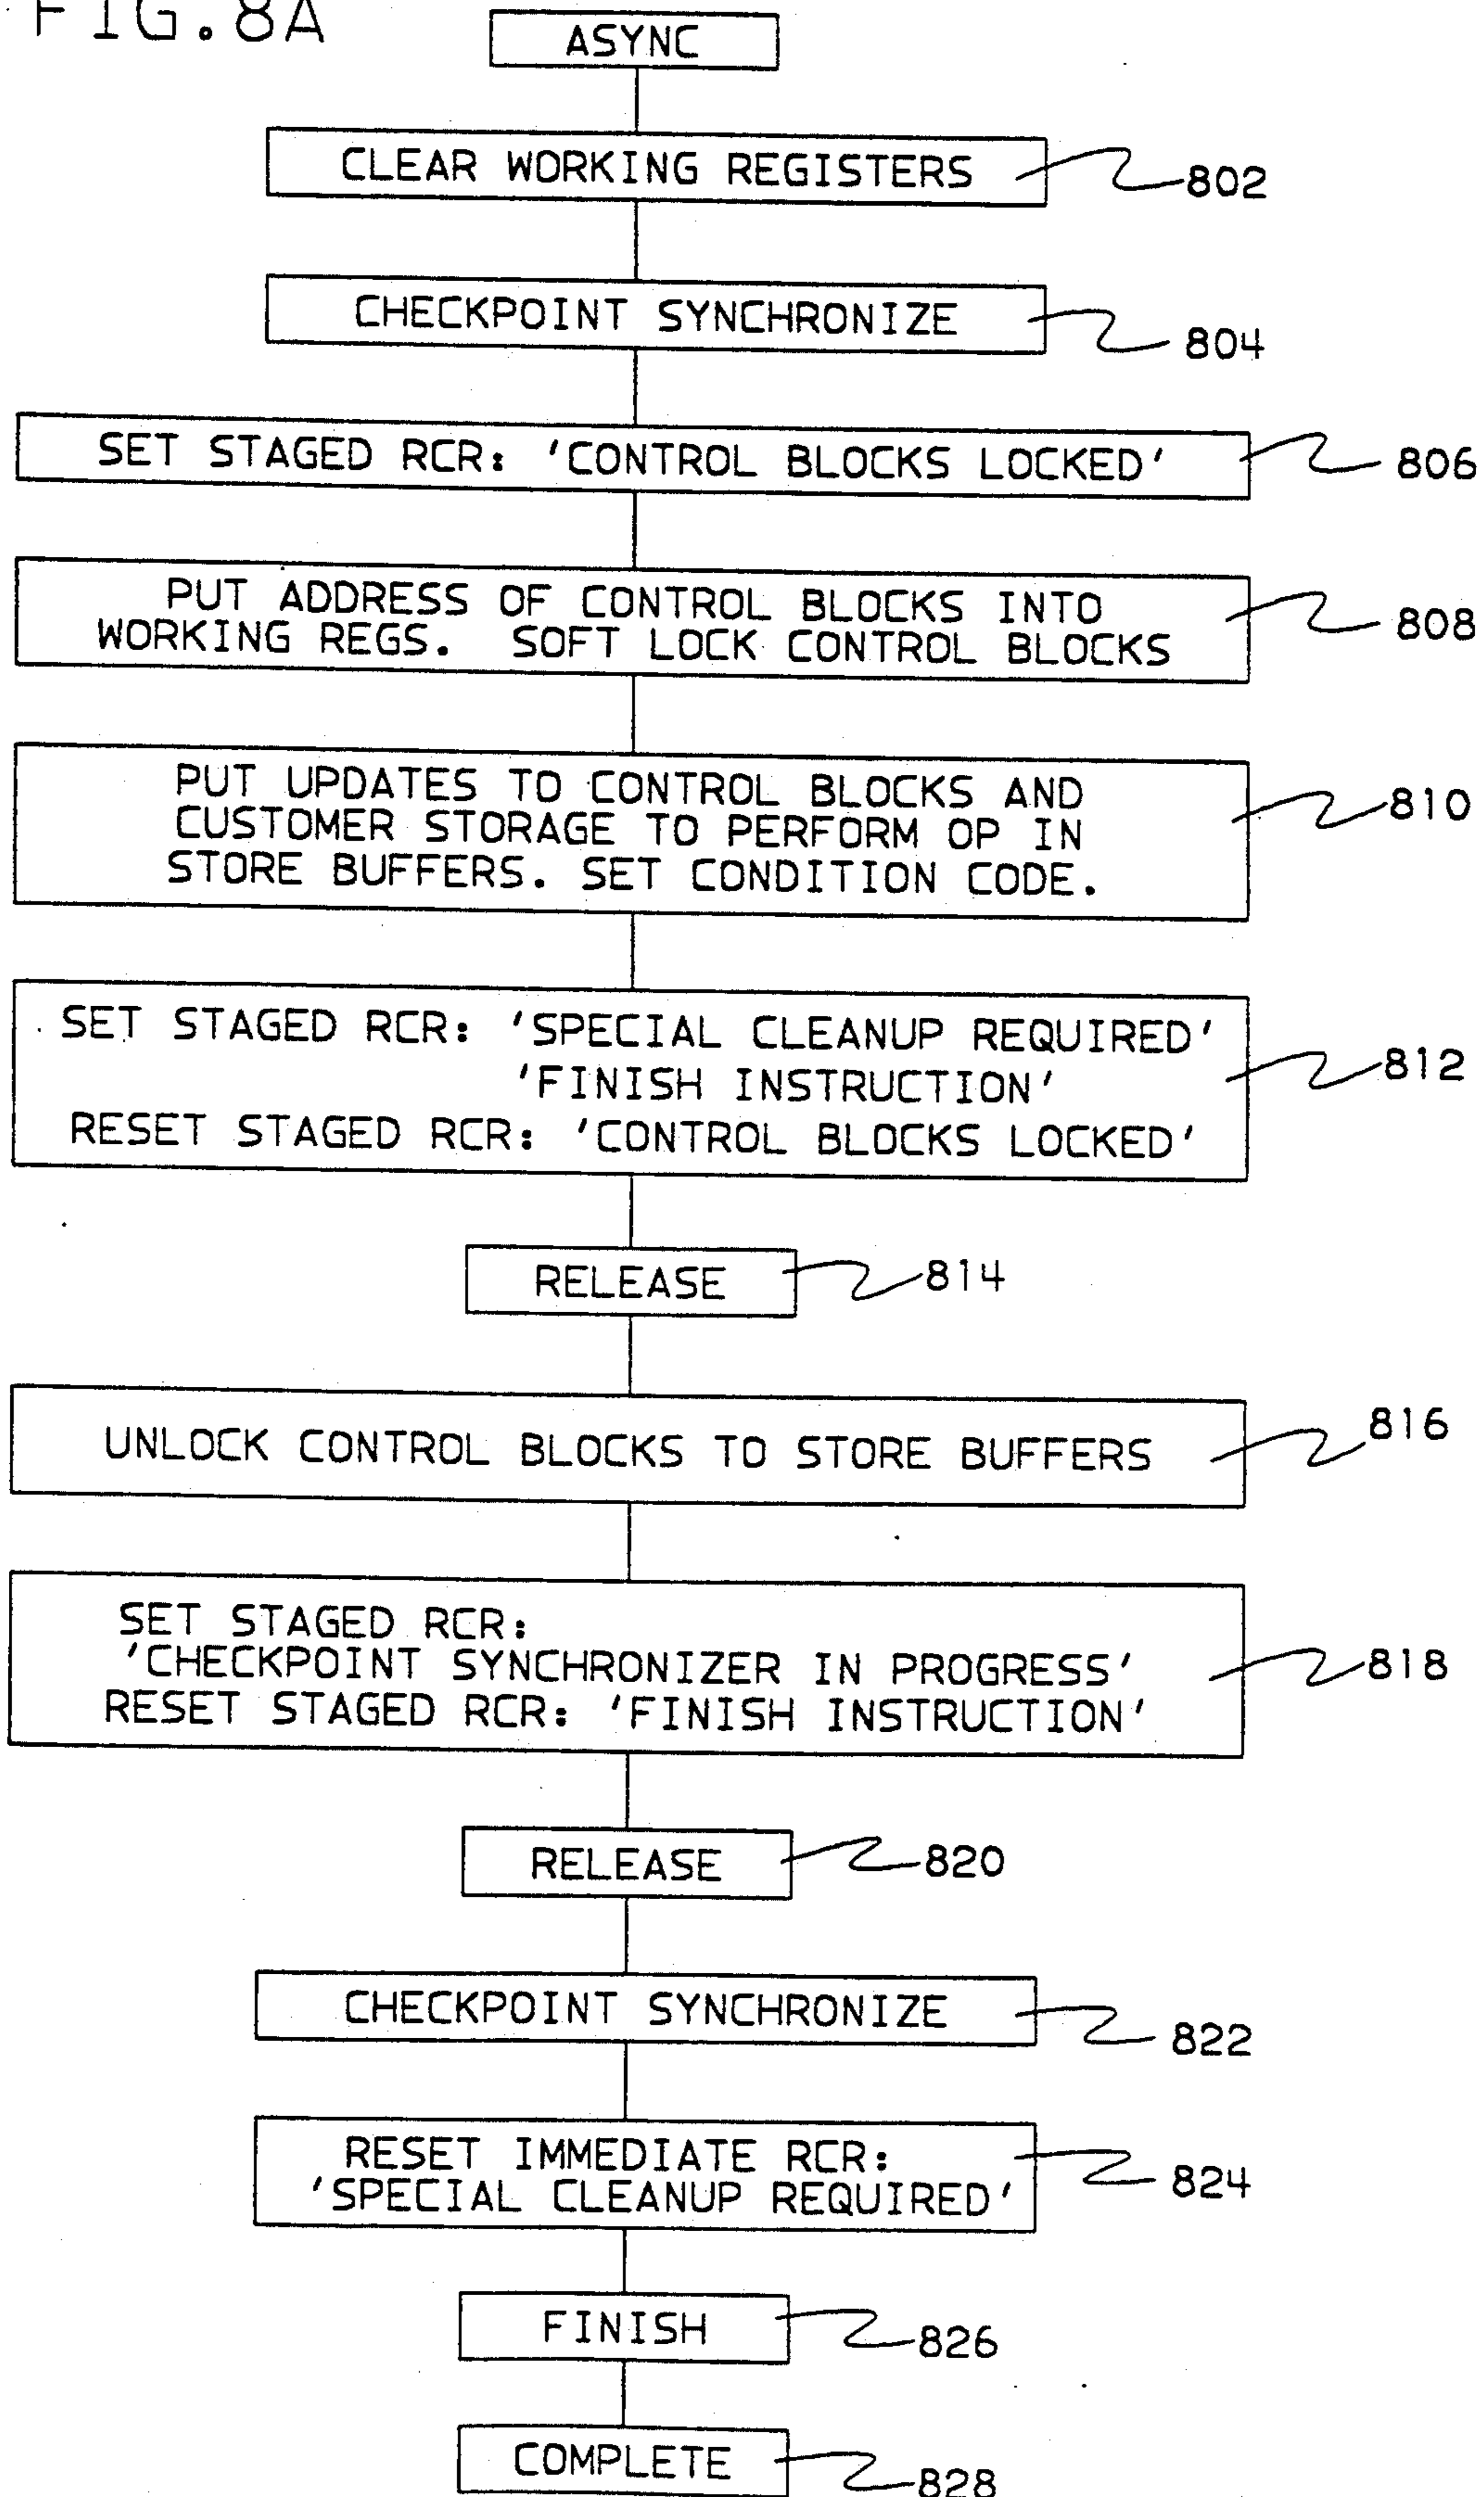 FIG.8A
ASYNC
CLEAR WORKING REGISTERS
802
CHECKPOINT SYNCHRONIZE
804
SET STAGED RCR: 'CONTROL BLOCKS LOCKED'
806
PUT ADDRESS OF CONTROL BLOCKS INTO
WORKING REGS. SOFT LOCK CONTROL BLOCKS
808
PUT UPDATES TO CONTROL BLOCKS AND
CUSTOMER STORAGE TO PERFORM OP IN
STORE BUFFERS. SET CONDITION CODE.
810
SET STAGED RCR: 'SPECIAL CLEANUP REQUIRED'
'FINISH INSTRUCTION'
RESET STAGED RCR: 'CONTROL BLOCKS LOCKED'
812
RELEASE
814
UNLOCK CONTROL BLOCKS TO STORE BUFFERS
816
SET STAGED RCR:
'CHECKPOINT SYNCHRONIZER IN PROGRESS'
RESET STAGED RCR: 'FINISH INSTRUCTION'
818
RELEASE
820
CHECKPOINT SYNCHRONIZE
822
RESET IMMEDIATE RCR:
'SPECIAL CLEANUP REQUIRED'
824
FINISH
826
COMPLETE
828